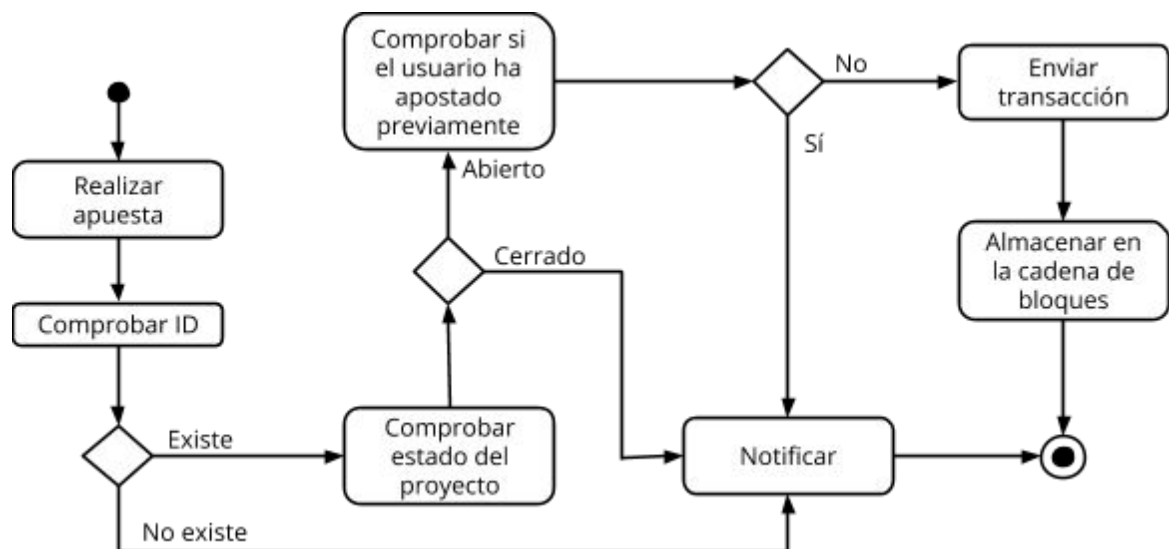 Comprobar si
el usuario ha
apostado
previamente
No
Enviar
transacción
Sí
Abierto
Realizar
apuesta
Cerrado
Almacenar en
la cadena de
bloques
Comprobar ID
Existe
Comprobar
estado del
proyecto
Notificar
No existe